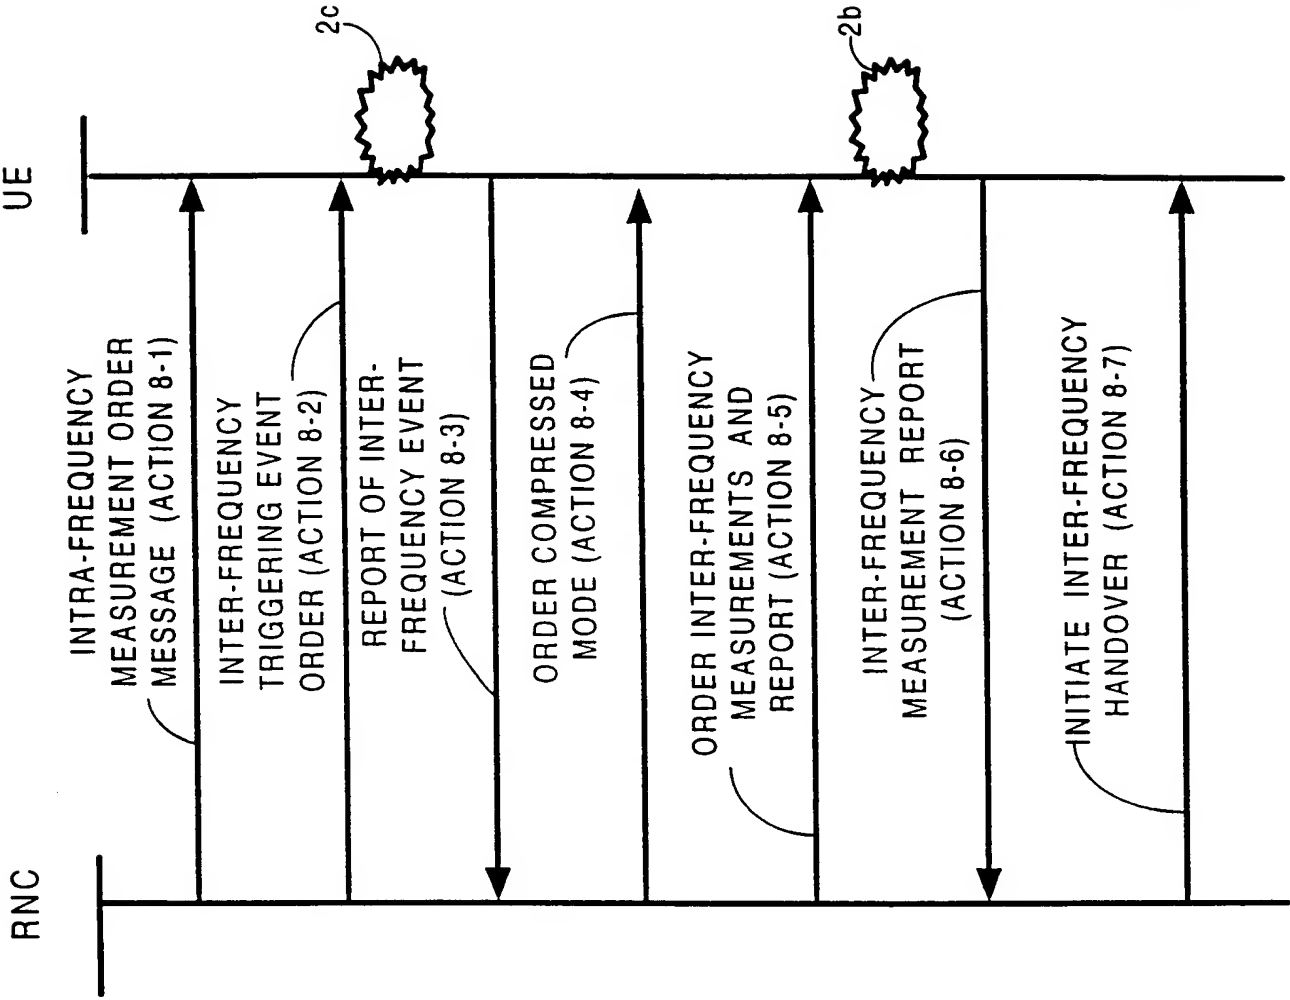 RNC
UE
INTRA-FREQUENCY
MEASUREMENT ORDER
MESSAGE (ACTION 8-1)
INTER-FREQUENCY
TRIGGERING EVENT
ORDER (ACTION 8-2)
2c
REPORT OF INTER-
FREQUENCY EVENT
(ACTION 8-3)
ORDER COMPRESSED
MODE (ACTION 8-4)
ORDER INTER-FREQUENCY
MEASUREMENTS AND
REPORT (ACTION 8-5)
2b
INTER-FREQUENCY
MEASUREMENT REPORT
(ACTION 8-6)
INITIATE INTER-FREQUENCY
HANDOVER (ACTION 8-7)